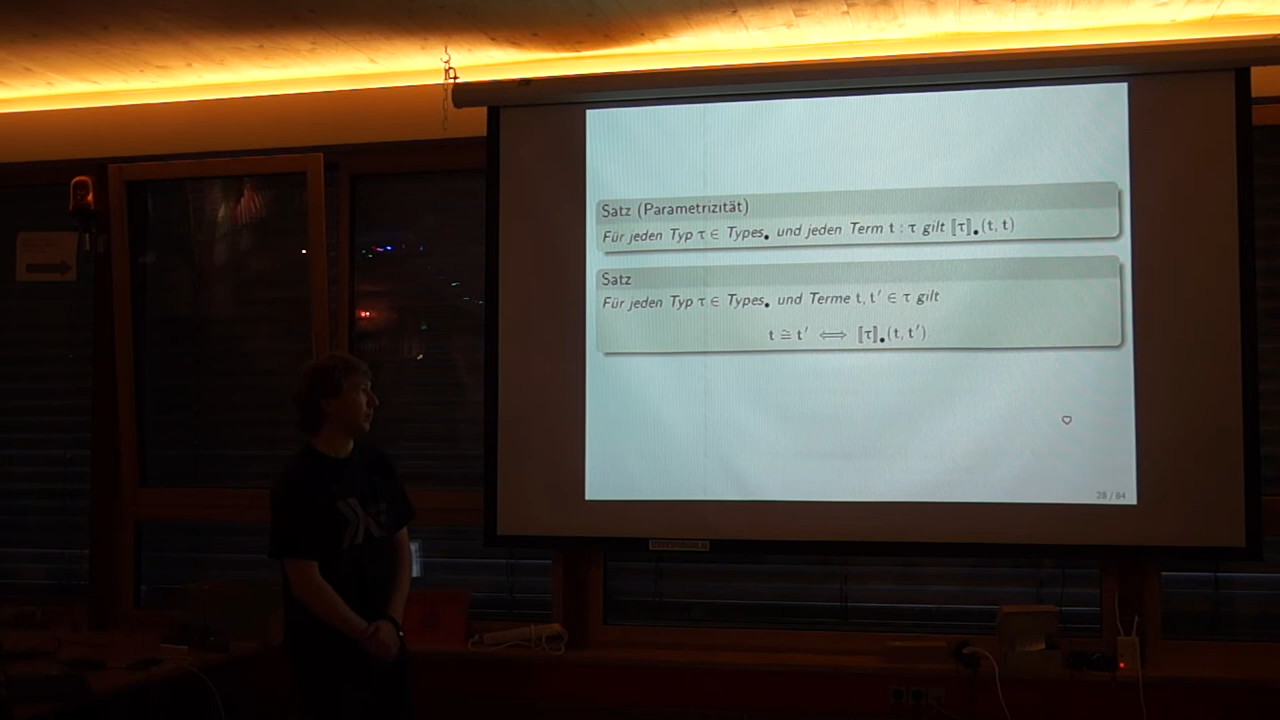 Satz (Parametrizität)
Für jeden Typ τ ∈ Types• und jeden Term t : τ gilt ⟦τ⟧•(t, t)
Satz
Für jeden Typ τ ∈ Types• und Terme t, t′ ∈ τ gilt
t ≅ t′ ⟺ ⟦τ⟧•(t, t′)
28 / 84